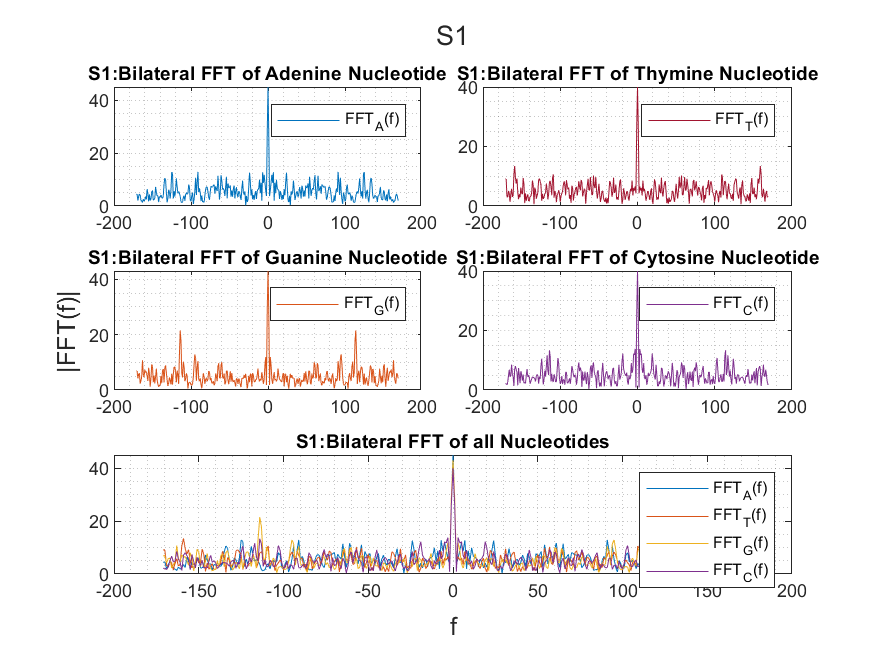 S1
S1:Bilateral FFT of Adenine Nucleotide
40
20
0
-200 -100 0 100 200
FFT_A(f)
S1:Bilateral FFT of Thymine Nucleotide
40
20
0
-200 -100 0 100 200
FFT_T(f)
S1:Bilateral FFT of Guanine Nucleotide
40
20
0
-200 -100 0 100 200
FFT_G(f)
S1:Bilateral FFT of Cytosine Nucleotide
40
20
0
-200 -100 0 100 200
FFT_C(f)
|FFT(f)|
S1:Bilateral FFT of all Nucleotides
40
20
0
-200 -150 -100 -50 0 50 100 150 200
FFT_A(f)
FFT_T(f)
FFT_G(f)
FFT_C(f)
f